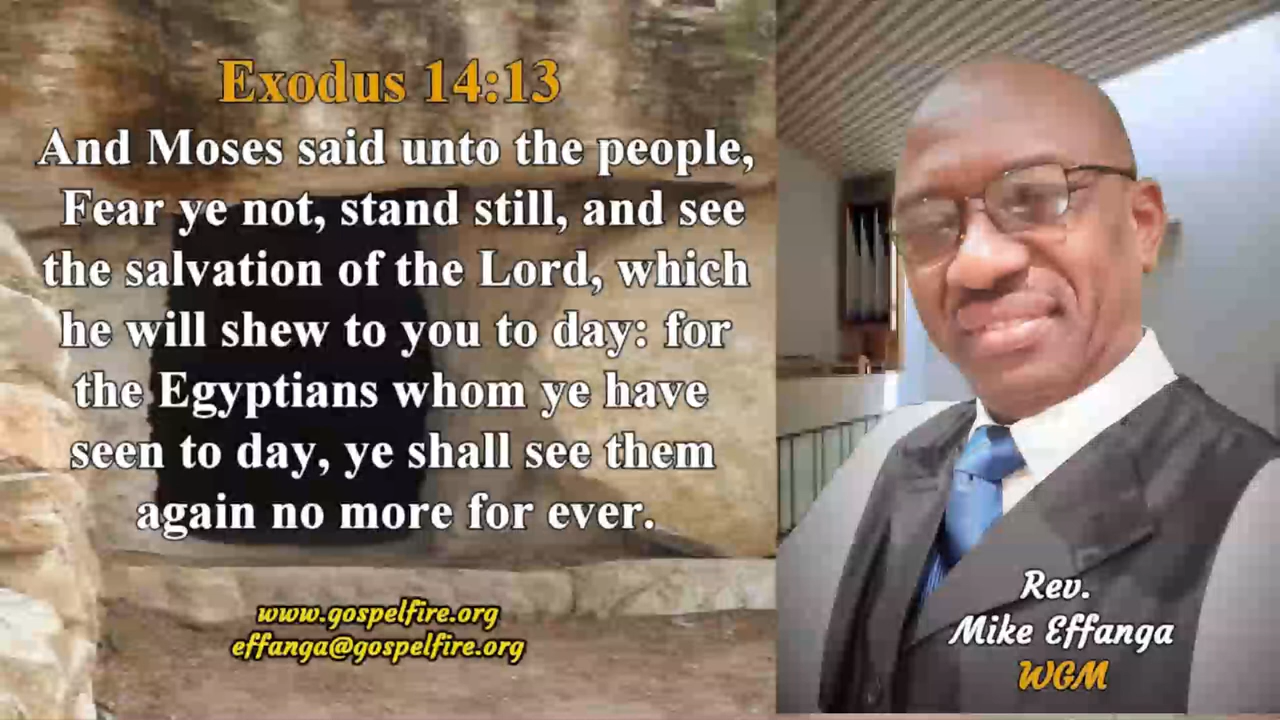 Exodus 14:13
And Moses said unto the people,
Fear ye not, stand still, and see
the salvation of the Lord, which
he will shew to you to day: for
the Egyptians whom ye have
seen to day, ye shall see them
again no more for ever.
www.gospelfire.org
effanga@gospelfire.org
Rev.
Mike Effanga
WGM